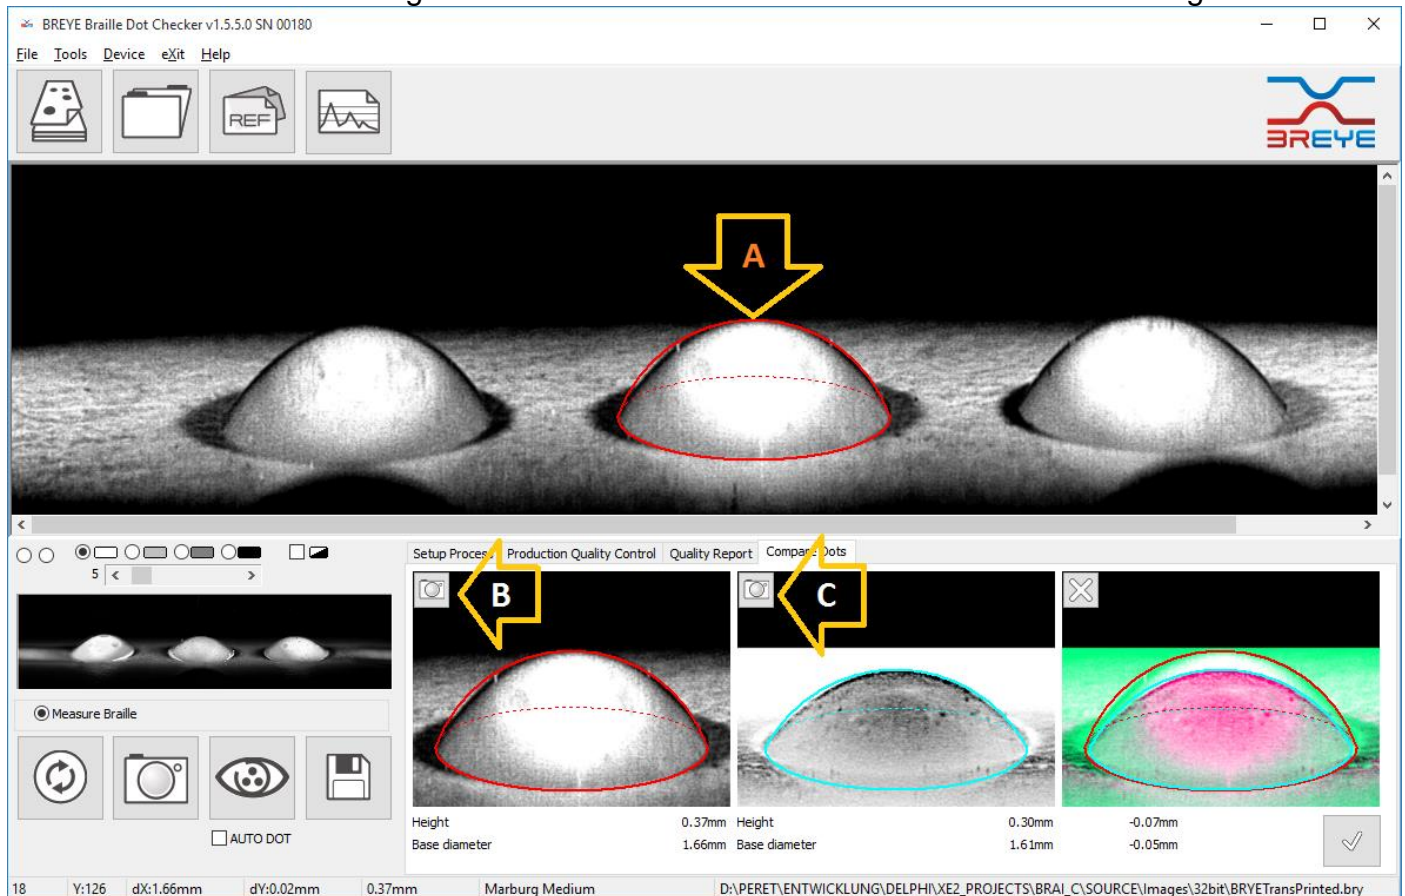 BREYE Braille Dot Checker v1.5.5.0 SN 00180
File Tools Device eXit Help
REF
BREYE
A
5
Setup Process Production Quality Control Quality Report Compare Dots
B
C
Measure Braille
AUTO DOT
Height 0.37mm Height 0.30mm -0.07mm
Base diameter 1.66mm Base diameter 1.61mm -0.05mm
18 Y:126 dX:1.66mm dY:0.02mm 0.37mm Marburg Medium D:\PERET\ENTWICKLUNG\DELPHI\XE2_PROJECTS\BRAI_C\SOURCE\Images\32bit\BRYETransPrinted.bry